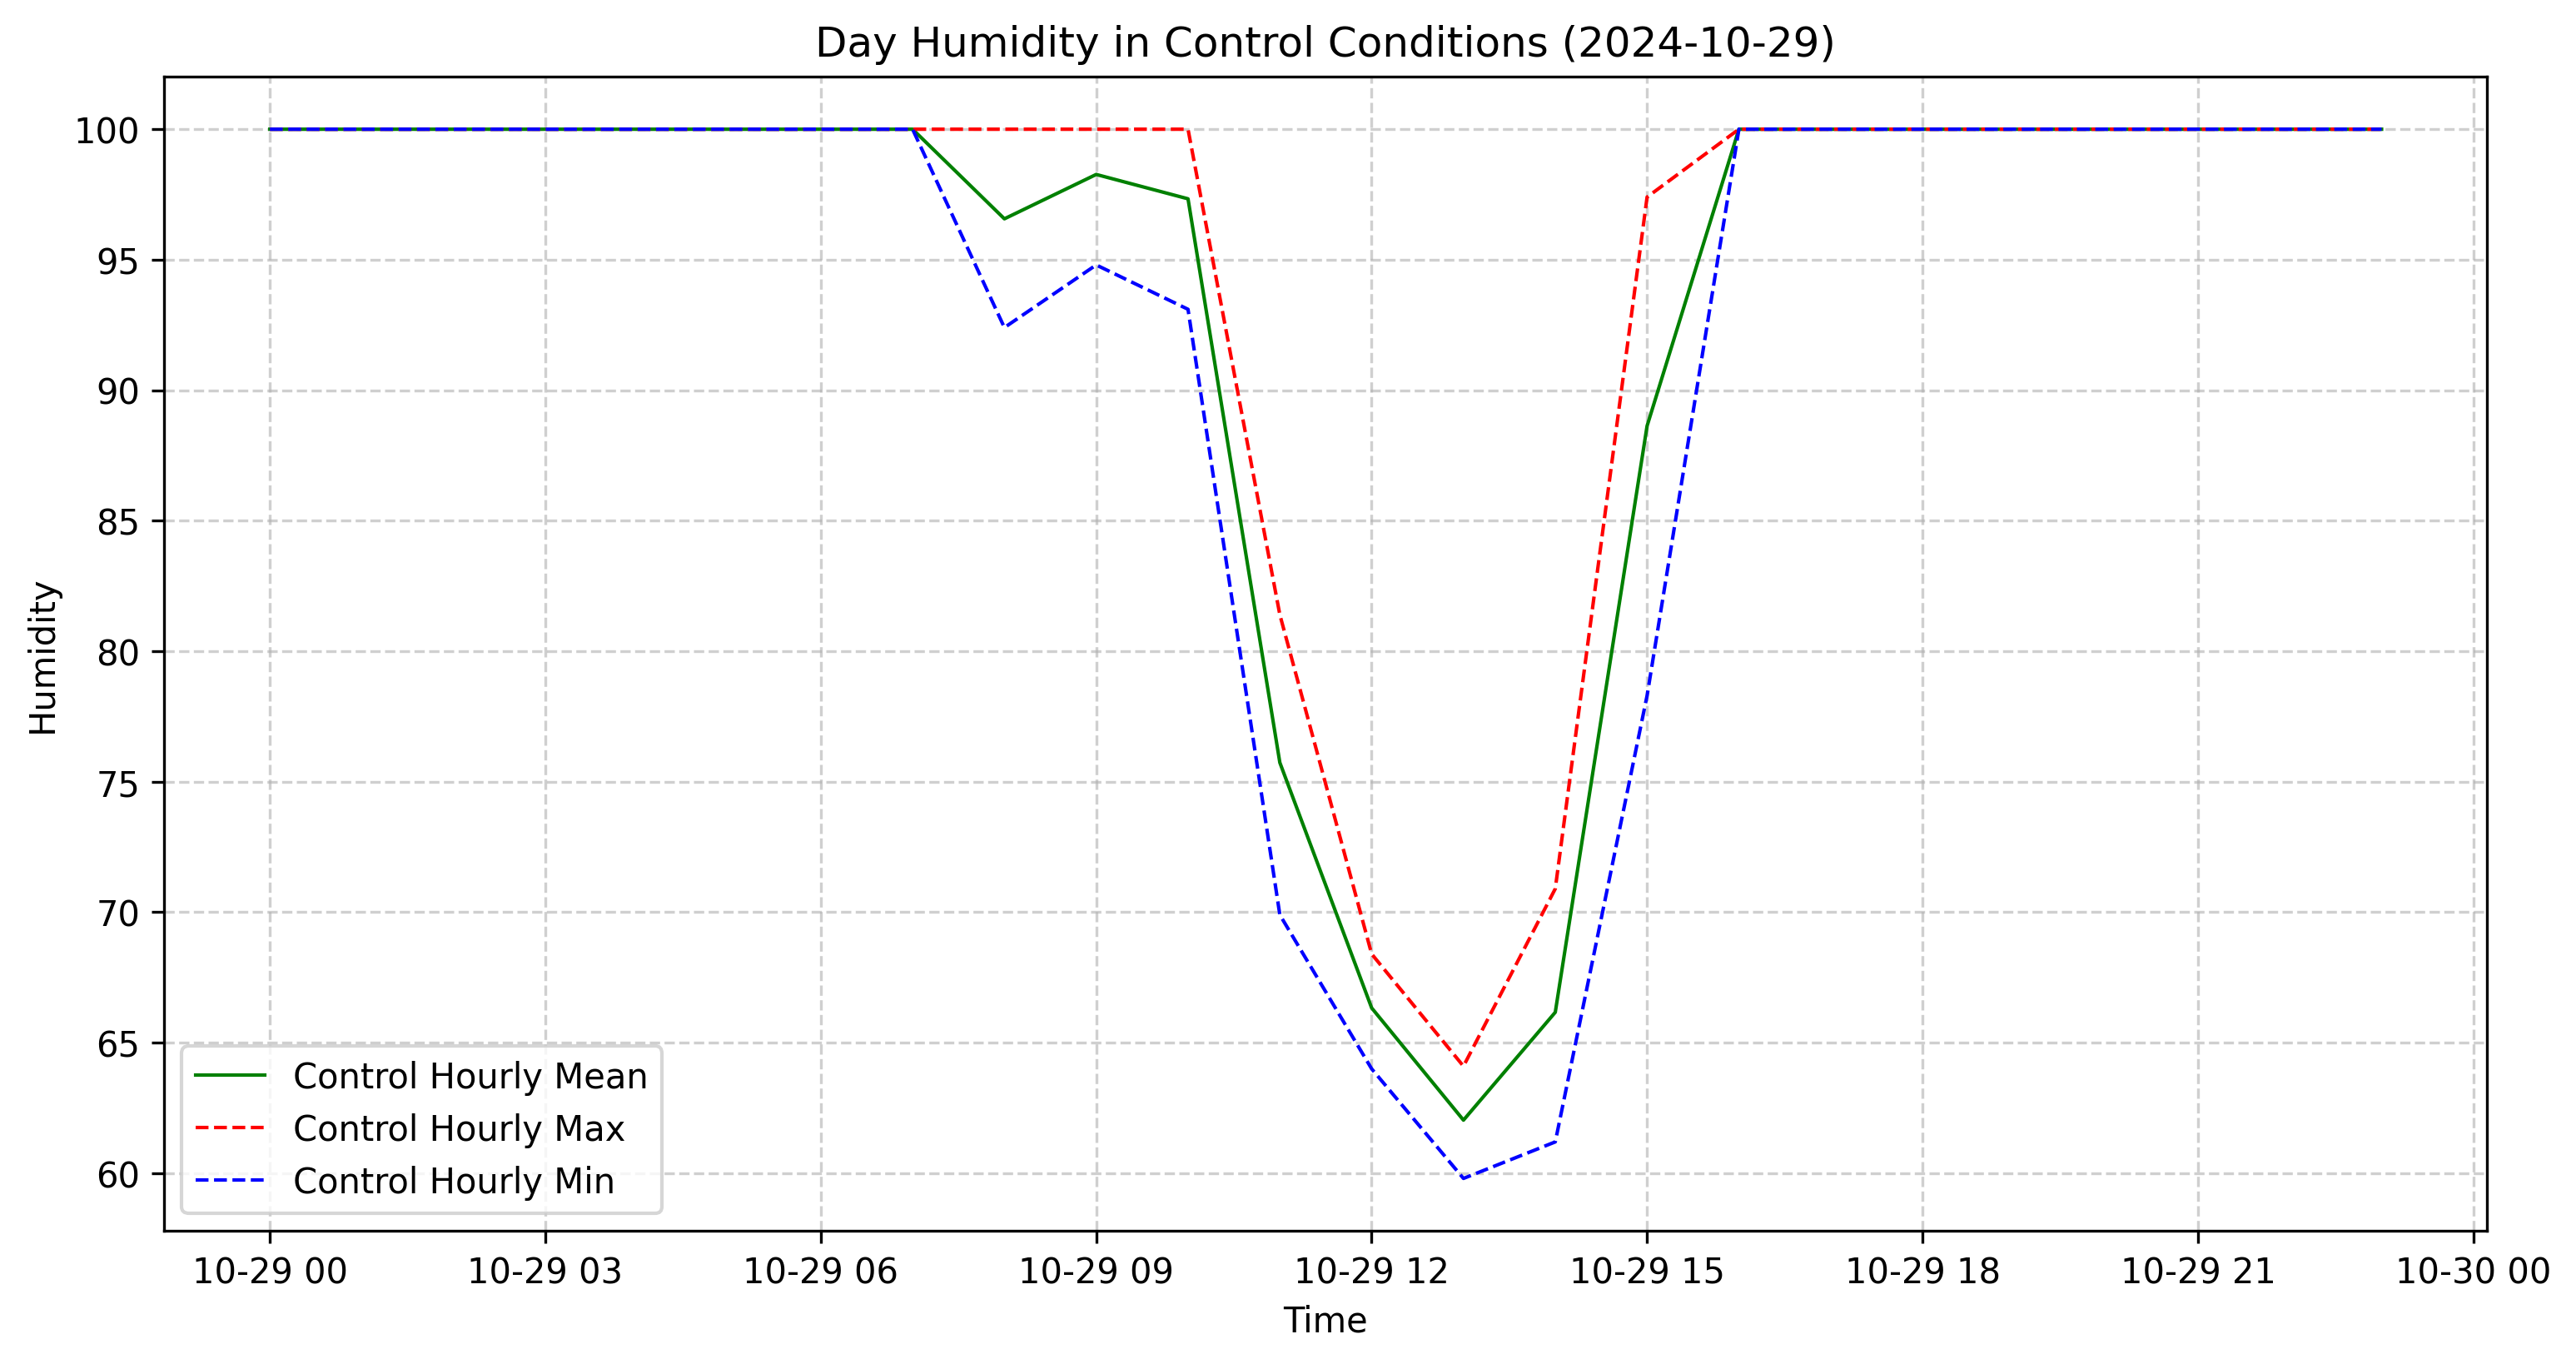 Day Humidity in Control Conditions (2024-10-29)
100
95
90
85
80
75
70
65
60
Humidity
Control Hourly Mean
Control Hourly Max
Control Hourly Min
10-29 00 10-29 03 10-29 06 10-29 09 10-29 12 10-29 15 10-29 18 10-29 21 10-30 00
Time